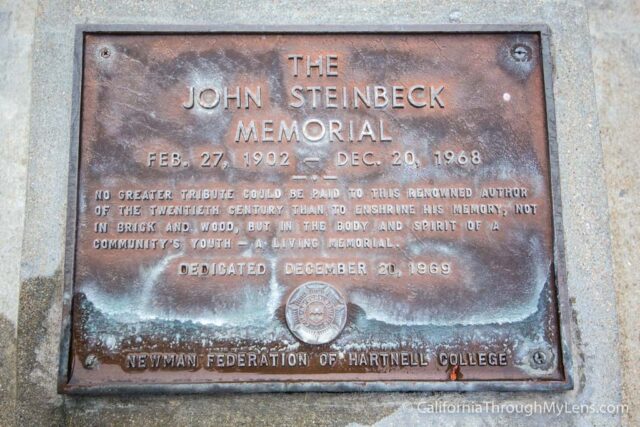 THE
JOHN STEINBECK
MEMORIAL
FEB. 27, 1902 — DEC. 20, 1968
NO GREATER TRIBUTE COULD BE PAID TO THIS RENOWNED AUTHOR
OF THE TWENTIETH CENTURY THAN TO ENSHRINE HIS MEMORY, NOT
IN BRICK AND WOOD, BUT IN THE BODY AND SPIRIT OF A
COMMUNITY'S YOUTH — A LIVING MEMORIAL.
DEDICATED DECEMBER 20, 1969
NEWMAN FEDERATION OF HARTNELL COLLEGE
©CaliforniaThroughMyLens.com